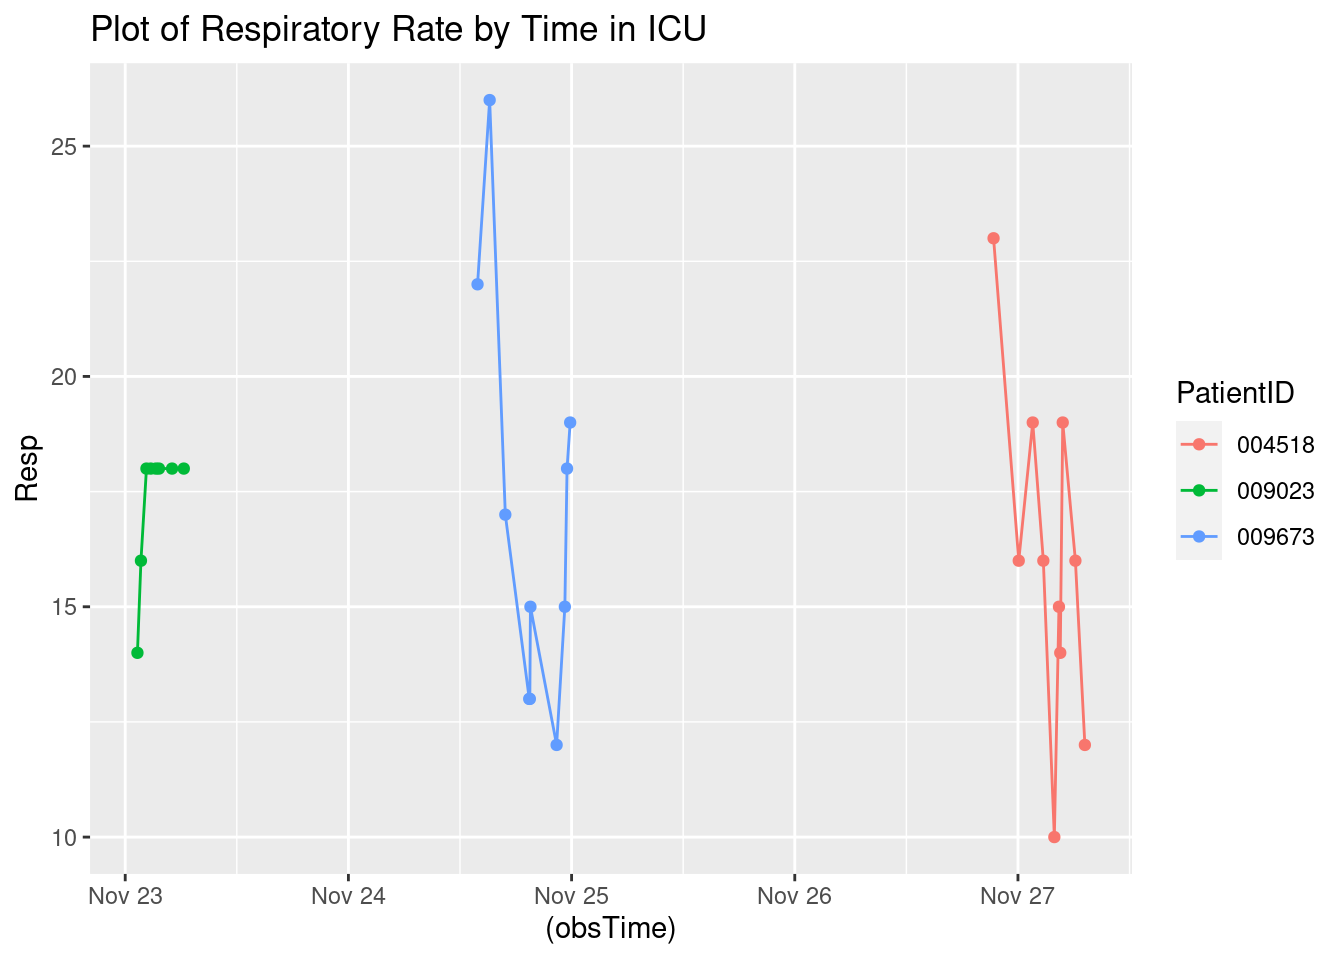 Plot of Respiratory Rate by Time in ICU
25
20
15
10
Resp
Nov 23 Nov 24 Nov 25 Nov 26 Nov 27
(obsTime)
PatientID
004518
009023
009673